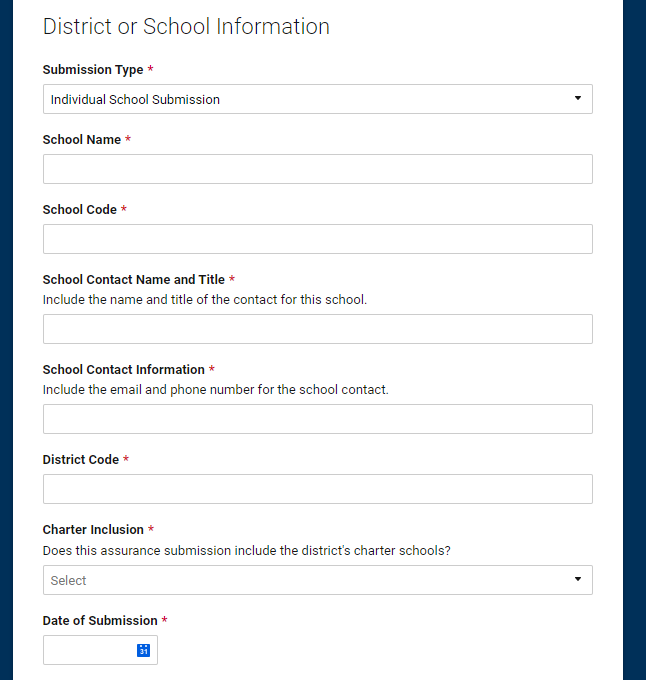 District or School Information
Submission Type *
Individual School Submission
School Name *
School Code *
School Contact Name and Title *
Include the name and title of the contact for this school.
School Contact Information *
Include the email and phone number for the school contact.
District Code *
Charter Inclusion *
Does this assurance submission include the district's charter schools?
Select
Date of Submission *
31